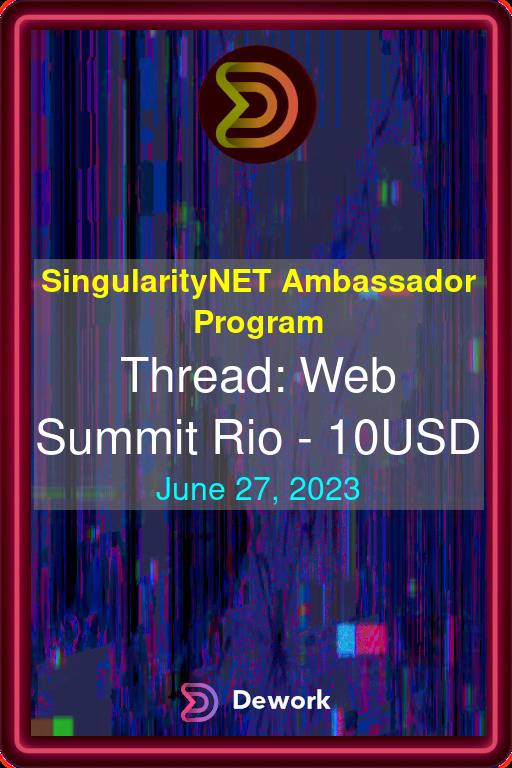 SingularityNET Ambassador
Program
Thread: Web
Summit Rio - 10USD
June 27, 2023
Dework